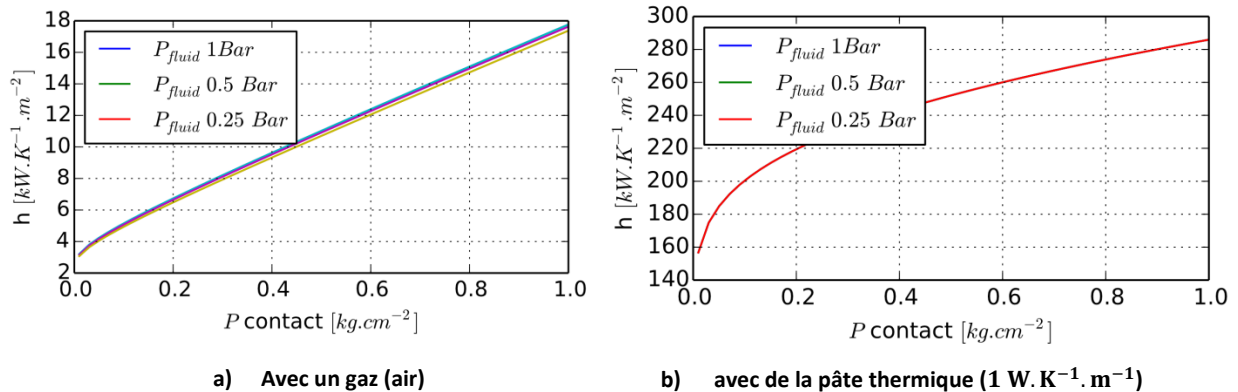 18
16
14
12
10
8
6
4
2
h [kW.K⁻¹.m⁻²]
P_fluid 1Bar
P_fluid 0.5 Bar
P_fluid 0.25 Bar
0.0 0.2 0.4 0.6 0.8 1.0
P contact [kg.cm⁻²]
a) Avec un gaz (air)
300
280
260
240
220
200
180
160
140
h [kW.K⁻¹.m⁻²]
P_fluid 1Bar
P_fluid 0.5 Bar
P_fluid 0.25 Bar
0.0 0.2 0.4 0.6 0.8 1.0
P contact [kg.cm⁻²]
b) avec de la pâte thermique (1 W.K⁻¹.m⁻¹)